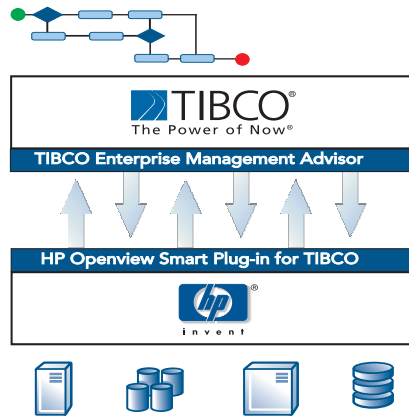 TIBCO®
The Power of Now®
TIBCO Enterprise Management Advisor
HP Openview Smart Plug-in for TIBCO
hp®
invent